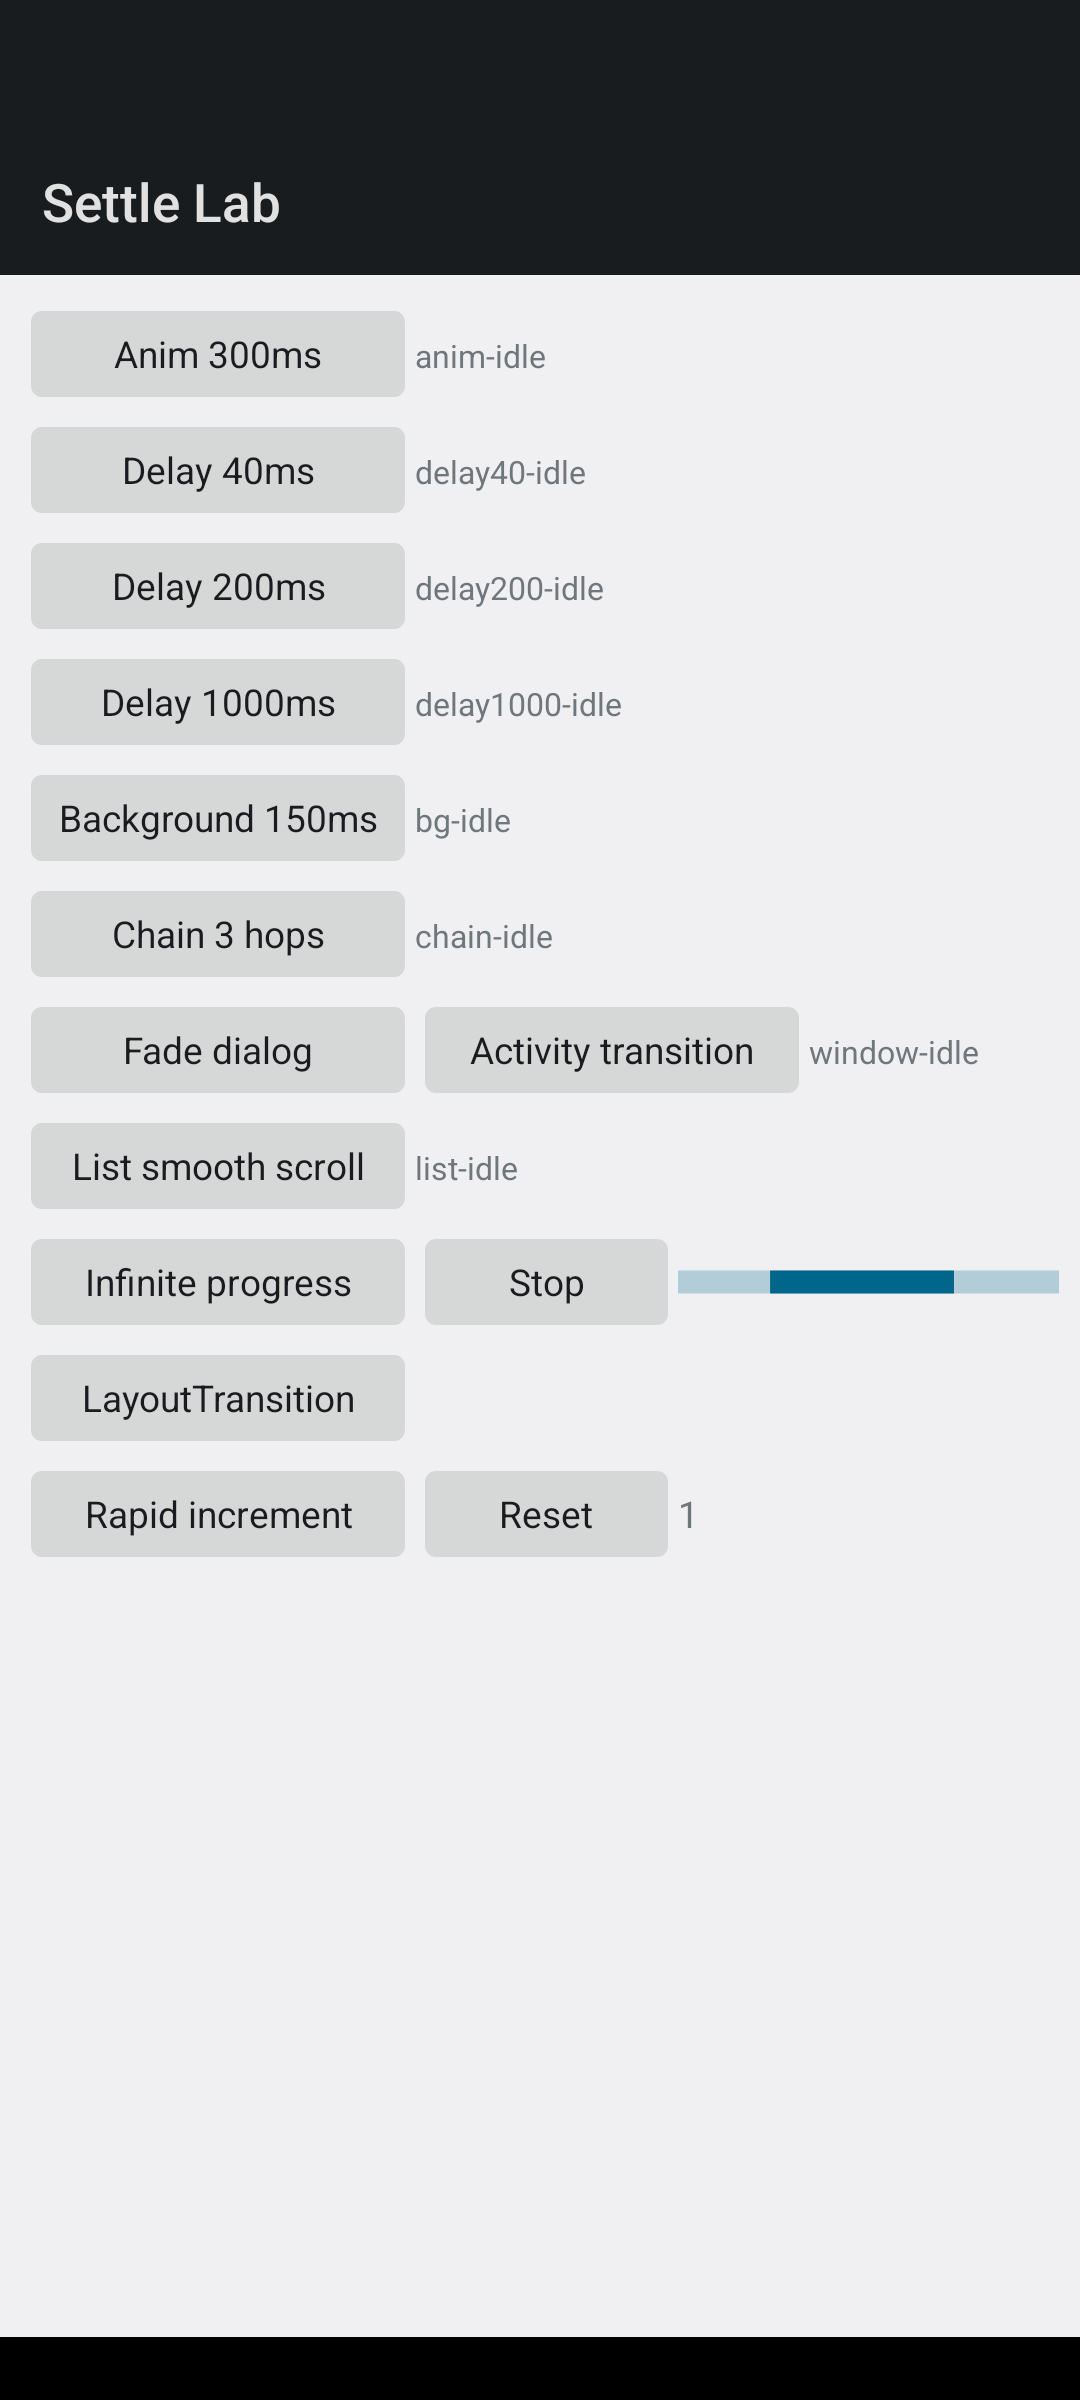 Settle Lab
Anim 300ms anim-idle
Delay 40ms delay40-idle
Delay 200ms delay200-idle
Delay 1000ms delay1000-idle
Background 150ms bg-idle
Chain 3 hops chain-idle
Fade dialog Activity transition window-idle
List smooth scroll list-idle
Infinite progress Stop
LayoutTransition
Rapid increment Reset 1